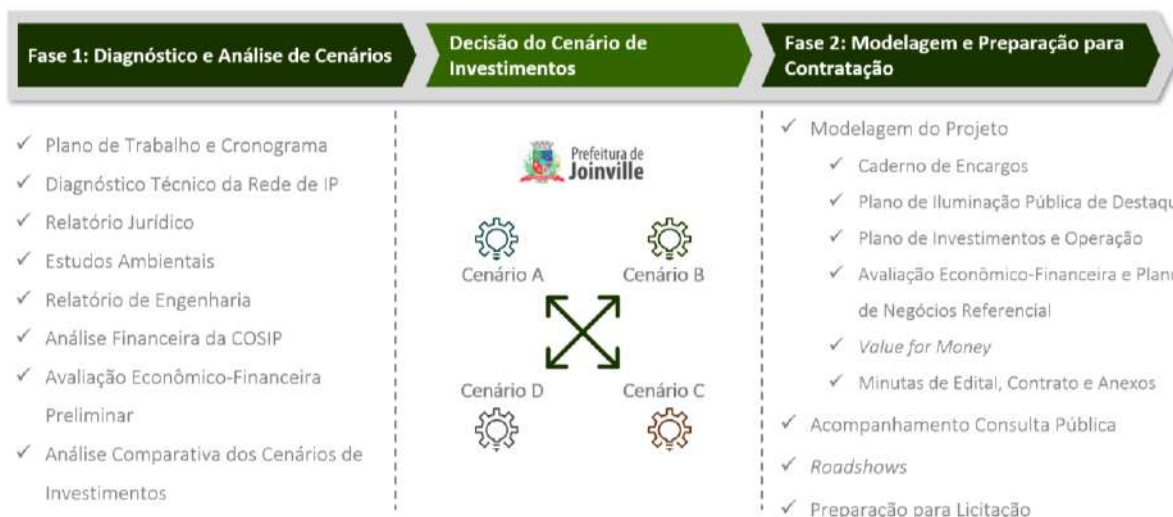 Fase 1: Diagnóstico e Análise de Cenários
Decisão do Cenário de
Investimentos
Fase 2: Modelagem e Preparação para
Contratação
✓ Plano de Trabalho e Cronograma
✓ Diagnóstico Técnico da Rede de IP
✓ Relatório Jurídico
✓ Estudos Ambientais
✓ Relatório de Engenharia
✓ Análise Financeira da COSIP
✓ Avaliação Econômico-Financeira
Preliminar
✓ Análise Comparativa dos Cenários de
Investimentos
Prefeitura de
Joinville
Cenário A
Cenário B
Cenário D
Cenário C
✓ Modelagem do Projeto
✓ Caderno de Encargos
✓ Plano de Iluminação Pública de Destaqu
✓ Plano de Investimentos e Operação
✓ Avaliação Econômico-Financeira e Plano
de Negócios Referencial
✓ Value for Money
✓ Minutas de Edital, Contrato e Anexos
✓ Acompanhamento Consulta Pública
✓ Roadshows
✓ Preparação para Licitação